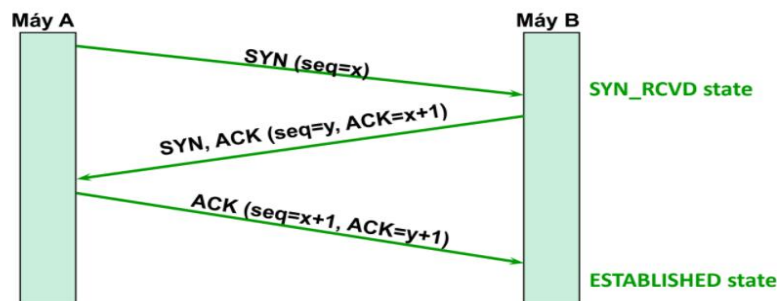 Máy A
Máy B
SYN (seq=x)
SYN_RCVD state
SYN, ACK (seq=y, ACK=x+1)
ACK (seq=x+1, ACK=y+1)
ESTABLISHED state